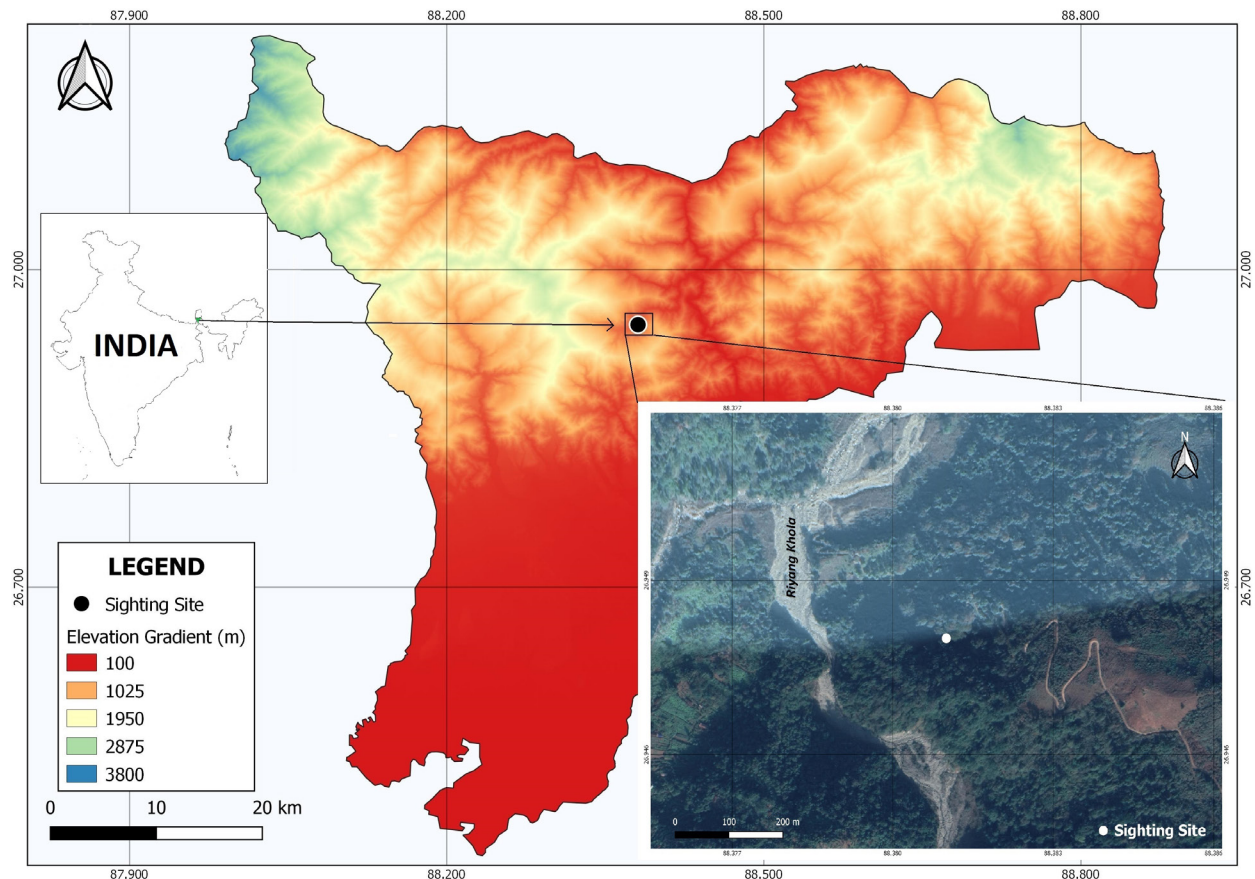 87.900
88.200
88.500
88.800
27.000
27.000
INDIA
26.700
26.700
LEGEND
Sighting Site
Elevation Gradient (m)
100
1025
1950
2875
3800
0 10 20 km
88.377 88.380 88.383 88.386
N
Riyang Khola
26.949
26.949
26.946
26.946
0 100 200 m
Sighting Site
88.377 88.380 88.383 88.386
87.900
88.200
88.500
88.800